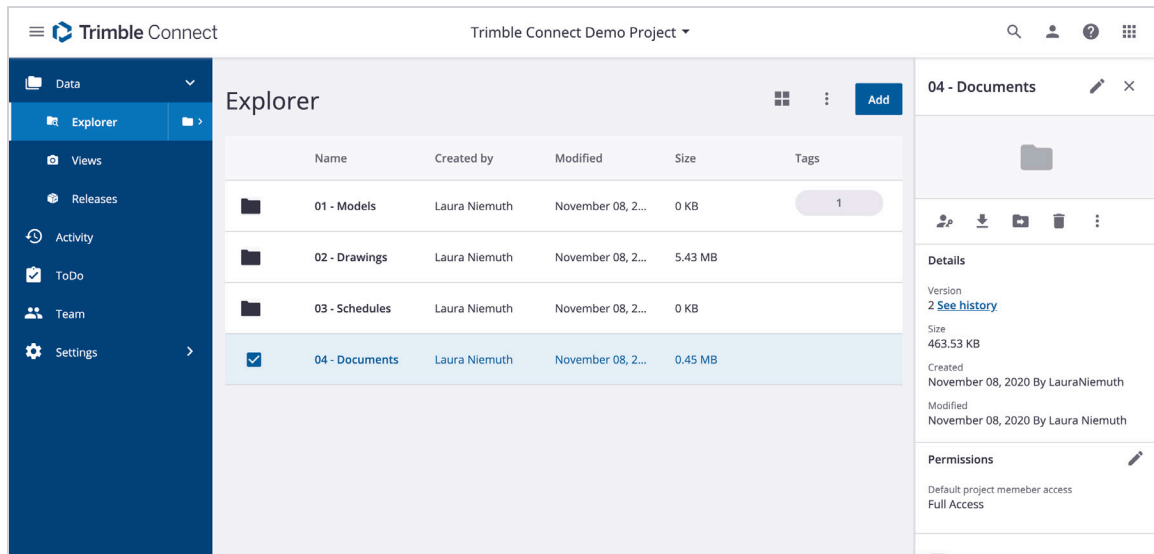 Trimble Connect
Trimble Connect Demo Project
Data
Explorer
Views
Releases
Activity
ToDo
Team
Settings
Explorer
Add
Name Created by Modified Size Tags
01 - Models Laura Niemuth November 08, 2... 0 KB 1
02 - Drawings Laura Niemuth November 08, 2... 5.43 MB
03 - Schedules Laura Niemuth November 08, 2... 0 KB
04 - Documents Laura Niemuth November 08, 2... 0.45 MB
04 - Documents
Details
Version
2 See history
Size
463.53 KB
Created
November 08, 2020 By LauraNiemuth
Modified
November 08, 2020 By Laura Niemuth
Permissions
Default project memeber access
Full Access